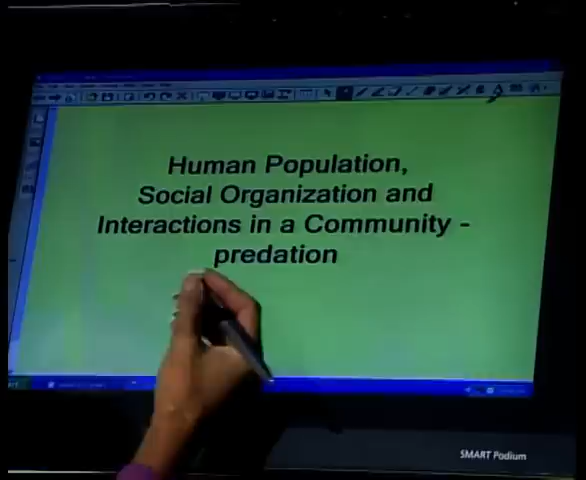 Human Population,
Social Organization and
Interactions in a Community -
predation
SMART Podium